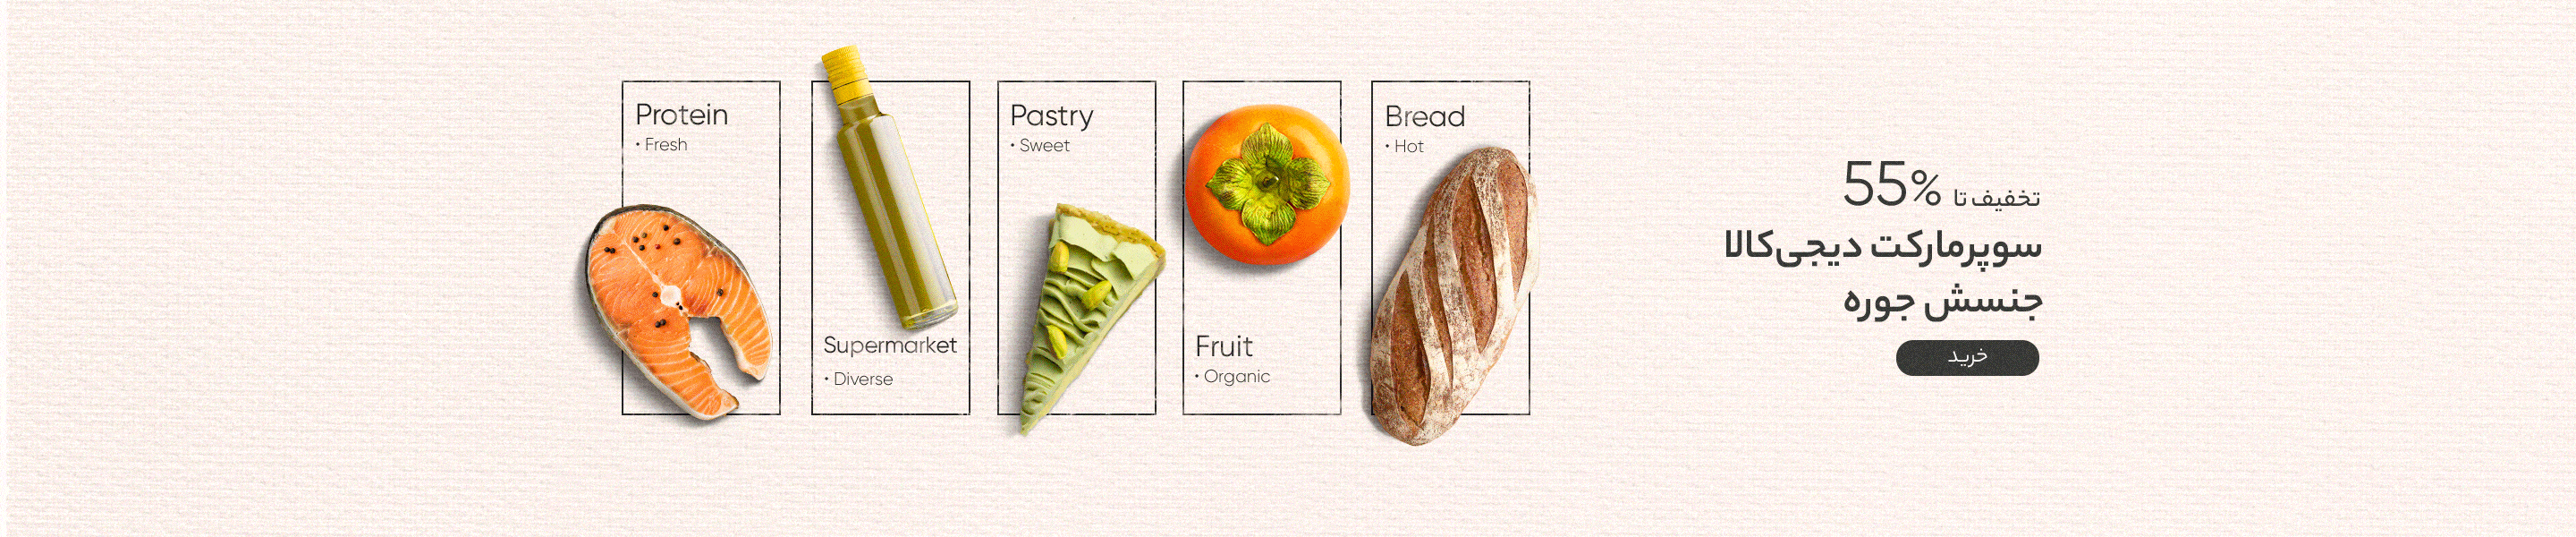 Protein
• Fresh
Supermarket
• Diverse
Pastry
• Sweet
Fruit
• Organic
Bread
• Hot
تخفیف تا 55%
سوپرمارکت دیجی‌کالا
جنسش جوره
خرید